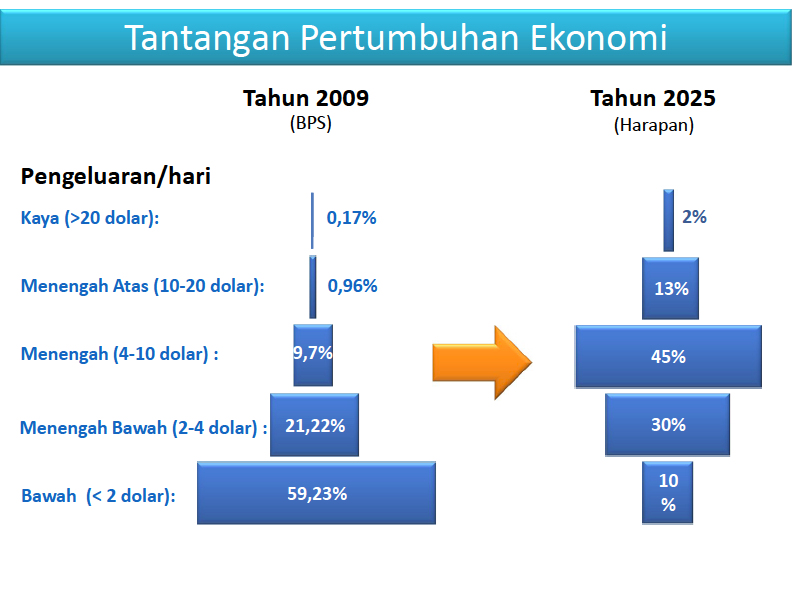 Tantangan Pertumbuhan Ekonomi
Tahun 2009
(BPS)
Tahun 2025
(Harapan)
Pengeluaran/hari
Kaya (>20 dolar):
0,17%
2%
Menengah Atas (10-20 dolar):
0,96%
13%
Menengah (4-10 dolar) :
9,7%
45%
Menengah Bawah (2-4 dolar) :
21,22%
30%
Bawah (< 2 dolar):
59,23%
10
%